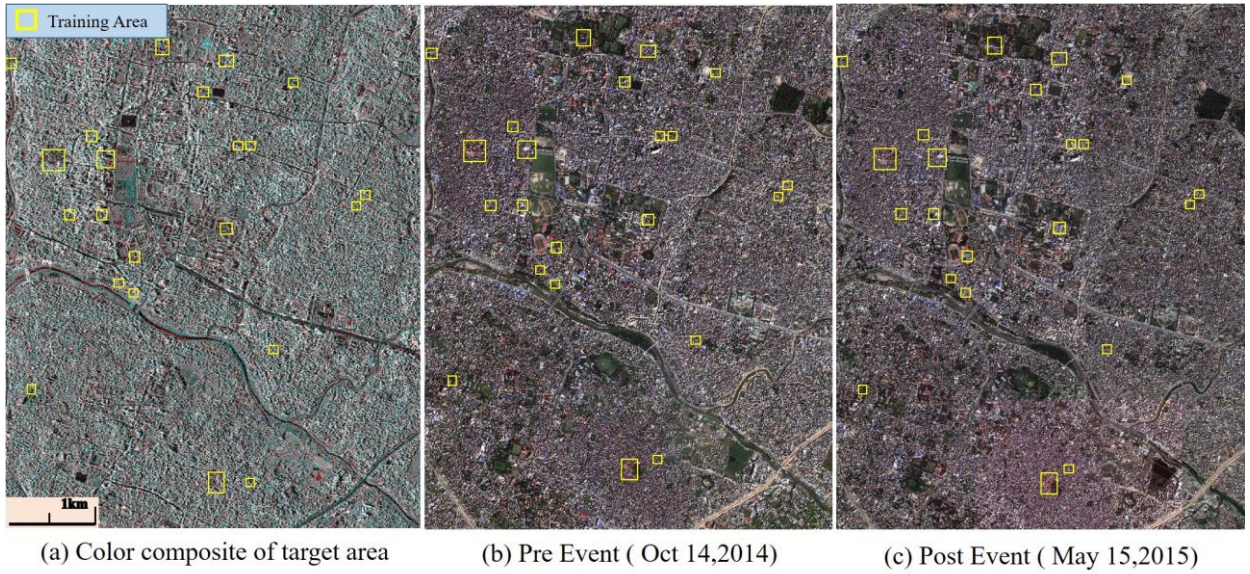 Training Area
1km
(a) Color composite of target area
(b) Pre Event ( Oct 14,2014)
(c) Post Event ( May 15,2015)